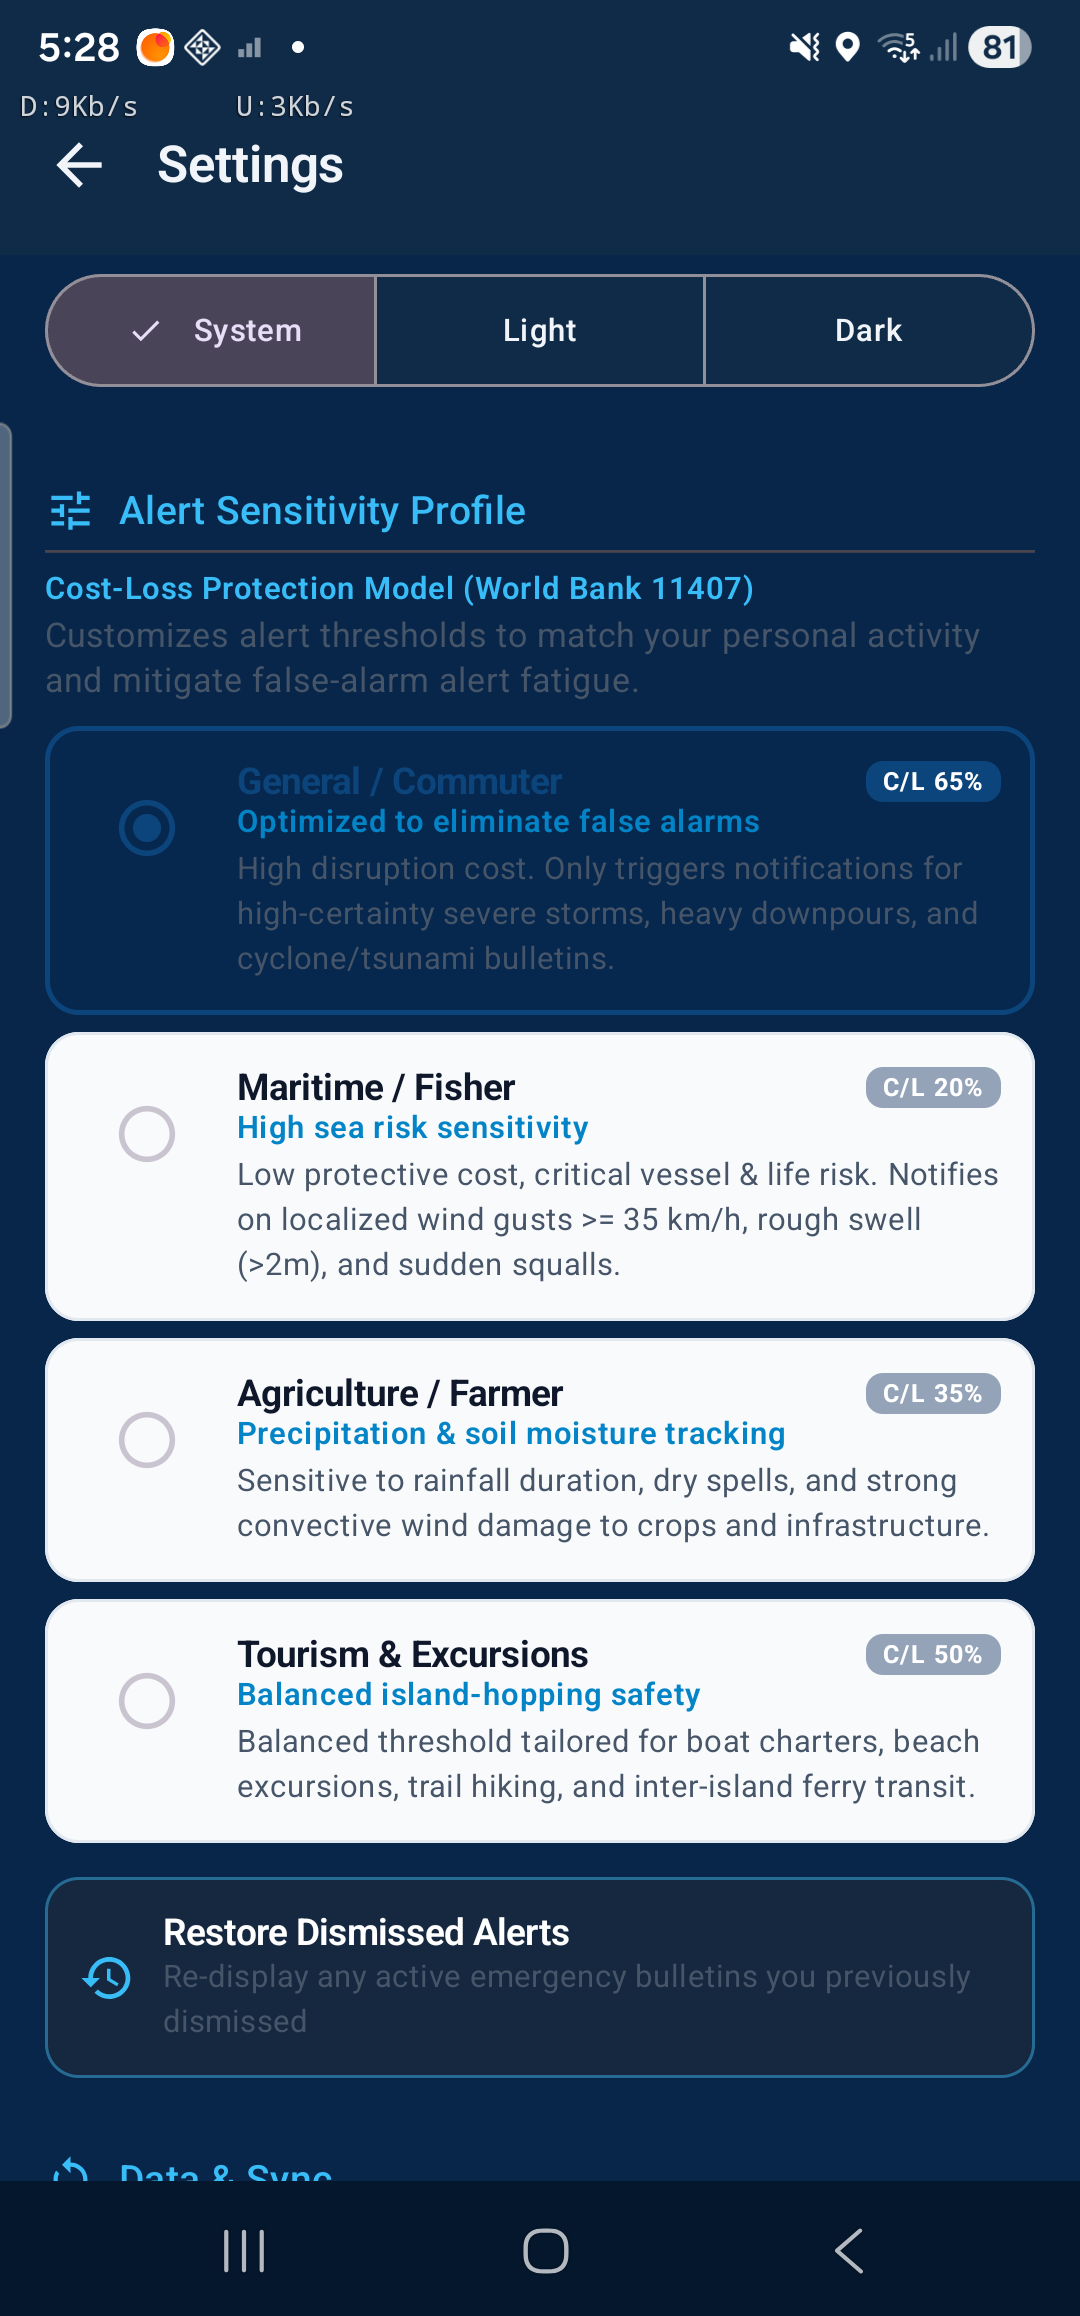 5:28
5
81
D:9Kb/s U:3Kb/s
Settings
System Light Dark
Alert Sensitivity Profile
Cost-Loss Protection Model (World Bank 11407)
Customizes alert thresholds to match your personal activity
and mitigate false-alarm alert fatigue.
General / Commuter C/L 65%
Optimized to eliminate false alarms
High disruption cost. Only triggers notifications for
high-certainty severe storms, heavy downpours, and
cyclone/tsunami bulletins.
Maritime / Fisher C/L 20%
High sea risk sensitivity
Low protective cost, critical vessel & life risk. Notifies
on localized wind gusts >= 35 km/h, rough swell
(>2m), and sudden squalls.
Agriculture / Farmer C/L 35%
Precipitation & soil moisture tracking
Sensitive to rainfall duration, dry spells, and strong
convective wind damage to crops and infrastructure.
Tourism & Excursions C/L 50%
Balanced island-hopping safety
Balanced threshold tailored for boat charters, beach
excursions, trail hiking, and inter-island ferry transit.
Restore Dismissed Alerts
Re-display any active emergency bulletins you previously
dismissed
Data & Sync